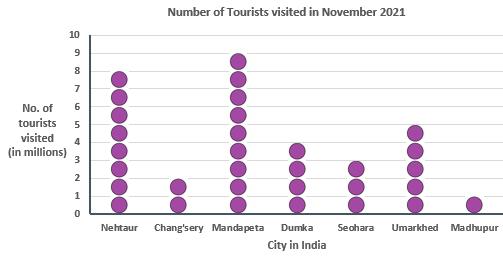 Number of Tourists visited in November 2021
10
9
8
7
6
5
4
3
2
1
0
No. of
tourists
visited
(in millions)
Nehtaur Chang'sery Mandapeta Dumka Seohara Umarkhed Madhupur
City in India